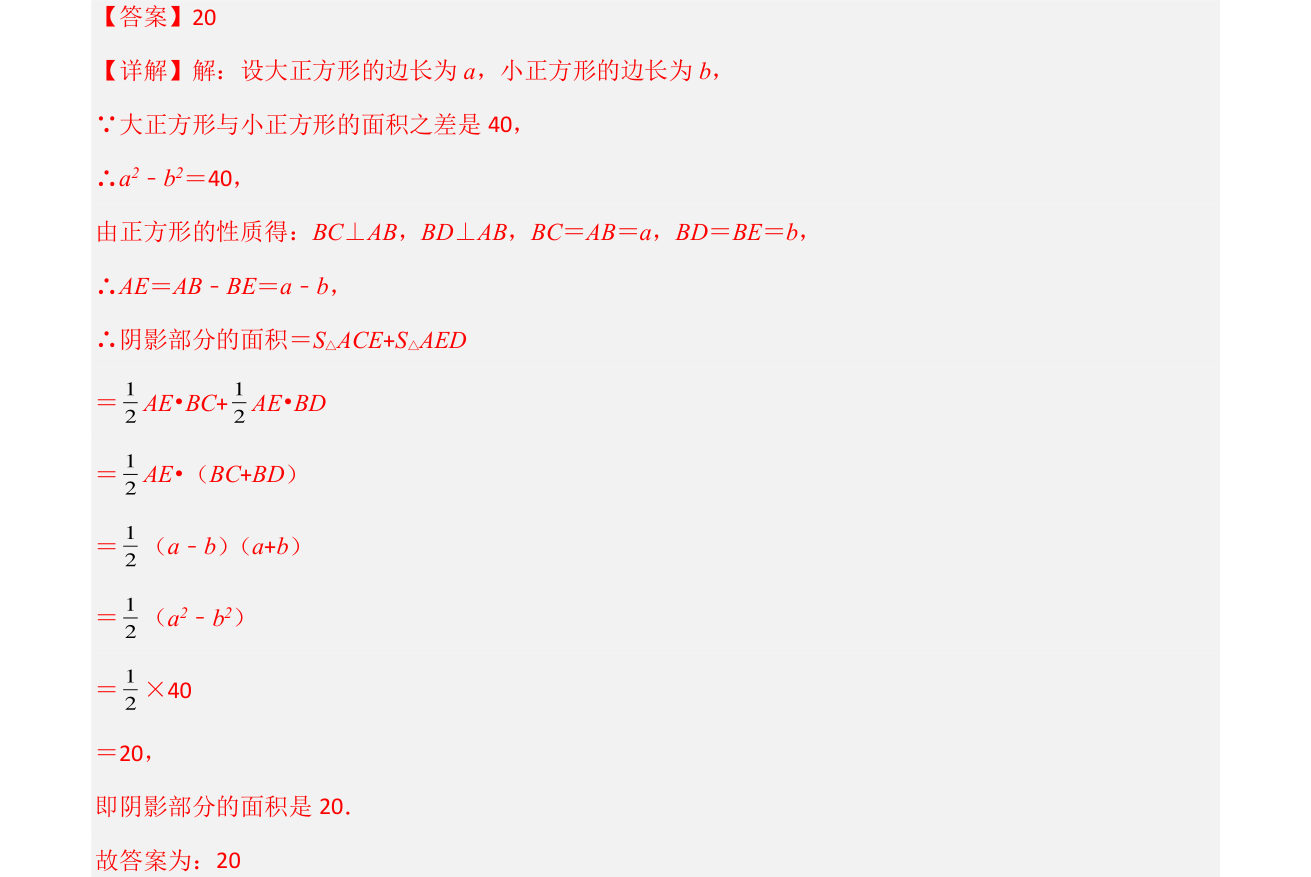 【答案】20
【详解】解：设大正方形的边长为 a，小正方形的边长为 b，
∵大正方形与小正方形的面积之差是 40，
∴a²﹣b²＝40，
由正方形的性质得：BC⊥AB，BD⊥AB，BC＝AB＝a，BD＝BE＝b，
∴AE＝AB﹣BE＝a﹣b，
∴阴影部分的面积＝S△ACE+S△AED
＝1/2 AE•BC+1/2 AE•BD
＝1/2 AE•（BC+BD）
＝1/2（a﹣b）（a+b）
＝1/2（a²﹣b²）
＝1/2×40
＝20，
即阴影部分的面积是 20．
故答案为：20